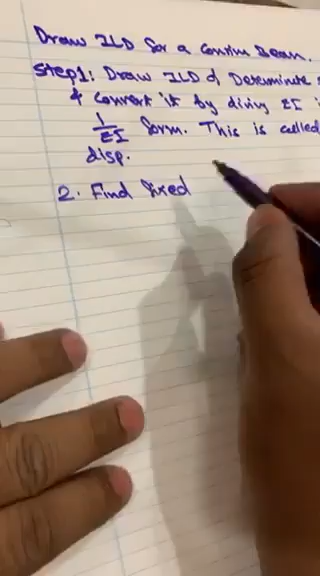 Draw ILD for a Contin Beam.
Step1: Draw ILD of Determinate
& convert it by diving EI
1/EI form. This is called
disp.
2. Find fixed